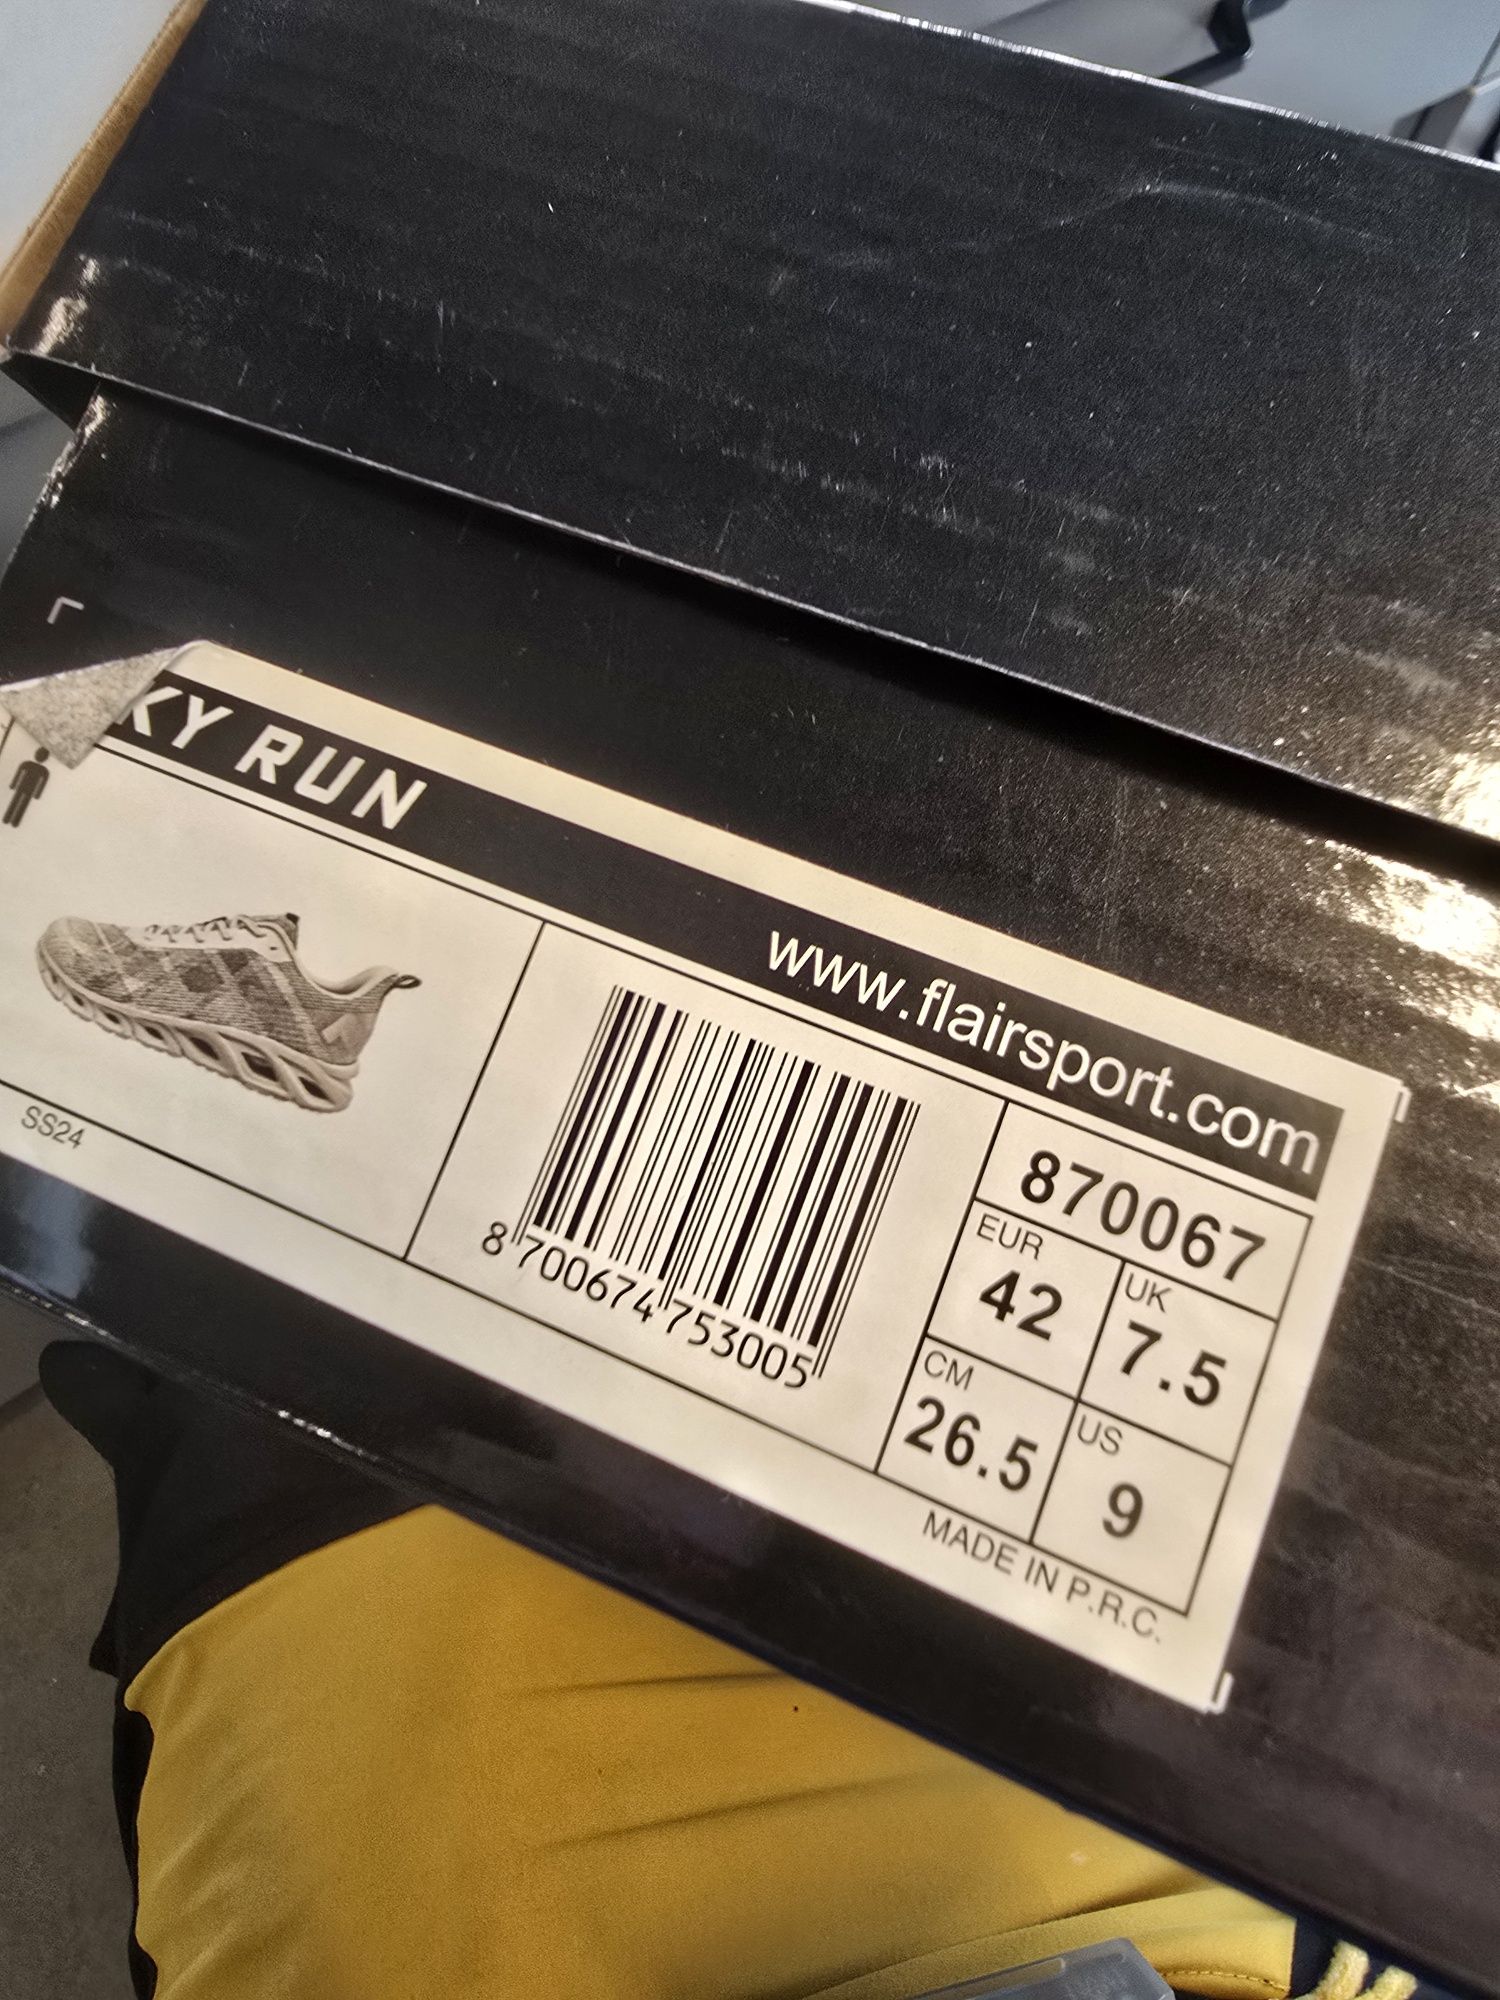 KY RUN
www.flairsport.com
SS24
8 700674 753005
870067
EUR
42
UK
7.5
CM
26.5
US
9
MADE IN P.R.C.